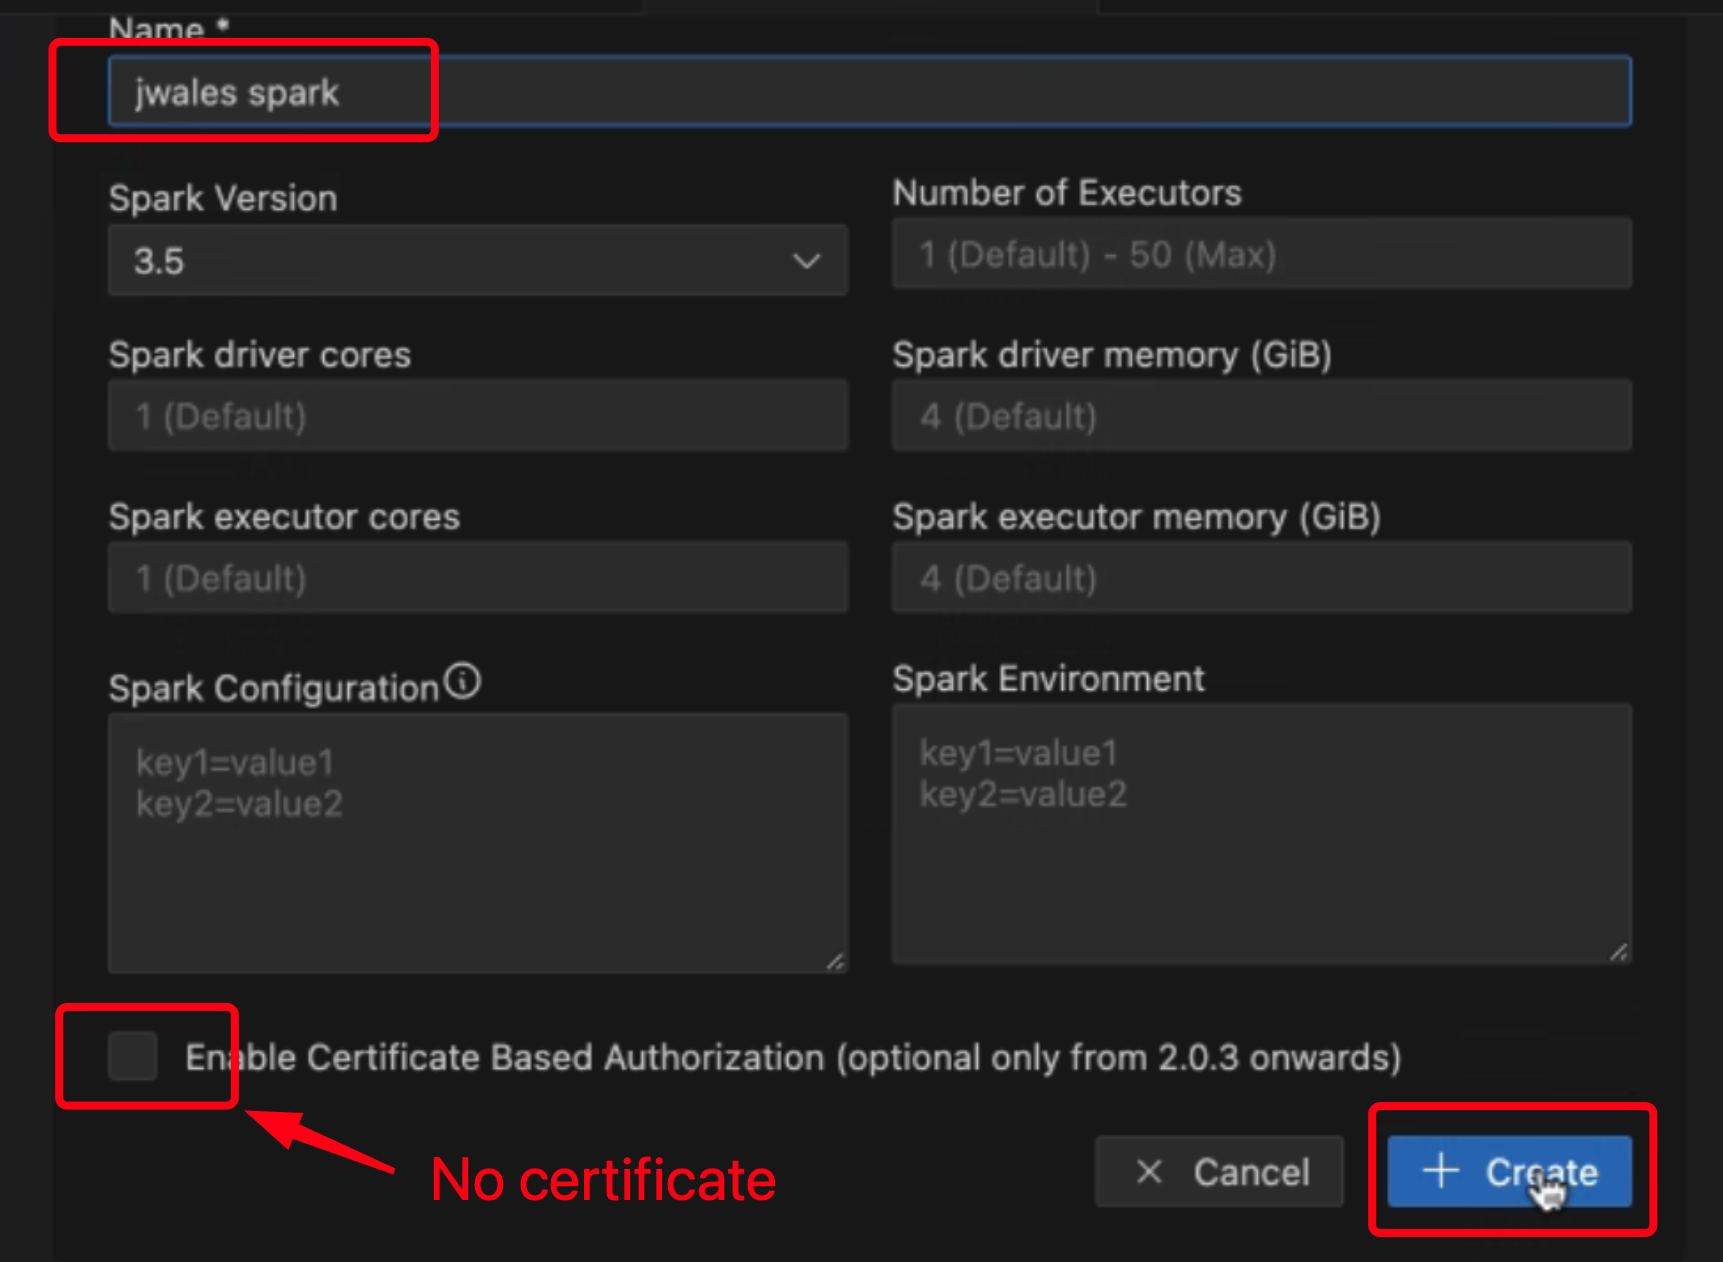 Name *
jwales spark
Spark Version
Number of Executors
3.5
1 (Default) - 50 (Max)
Spark driver cores
Spark driver memory (GiB)
1 (Default)
4 (Default)
Spark executor cores
Spark executor memory (GiB)
1 (Default)
4 (Default)
Spark Configuration
Spark Environment
key1=value1
key2=value2
key1=value1
key2=value2
Enable Certificate Based Authorization (optional only from 2.0.3 onwards)
No certificate
Cancel
Create